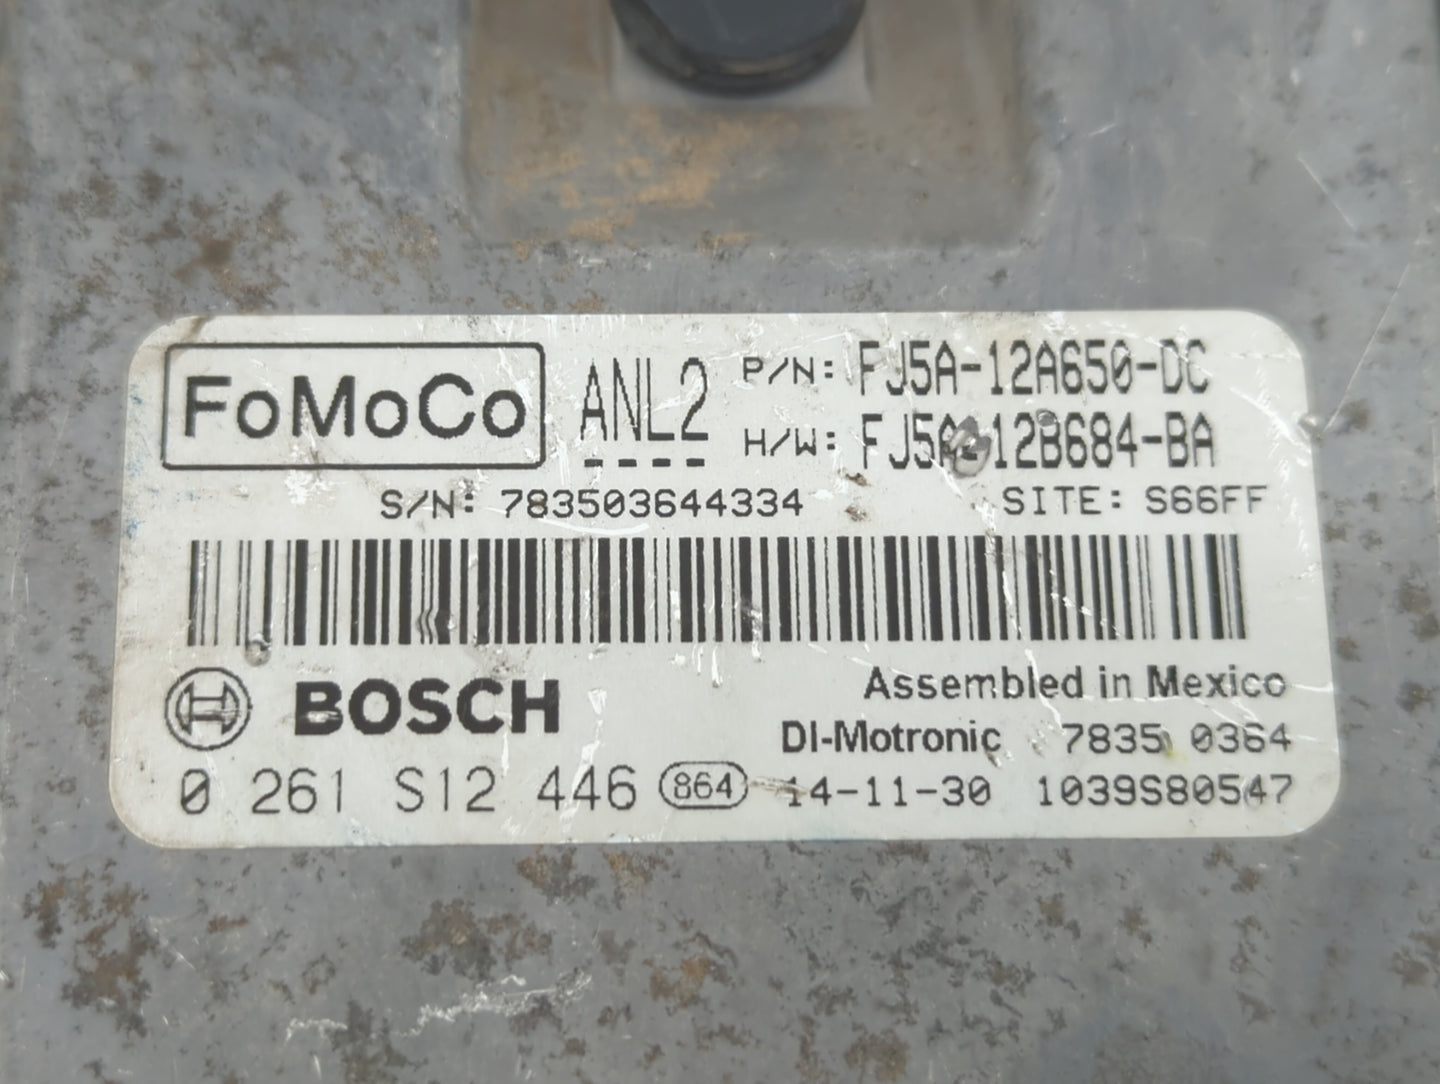 FoMoCo ANL2 P/N: FJ5A-12A650-DC
H/W: FJ5A-12B684-BA
S/N: 783503644334 SITE: S66FF
BOSCH Assembled in Mexico
DI-Motronic 7835 0364
0 261 S12 446 864 14-11-30 1039S80547